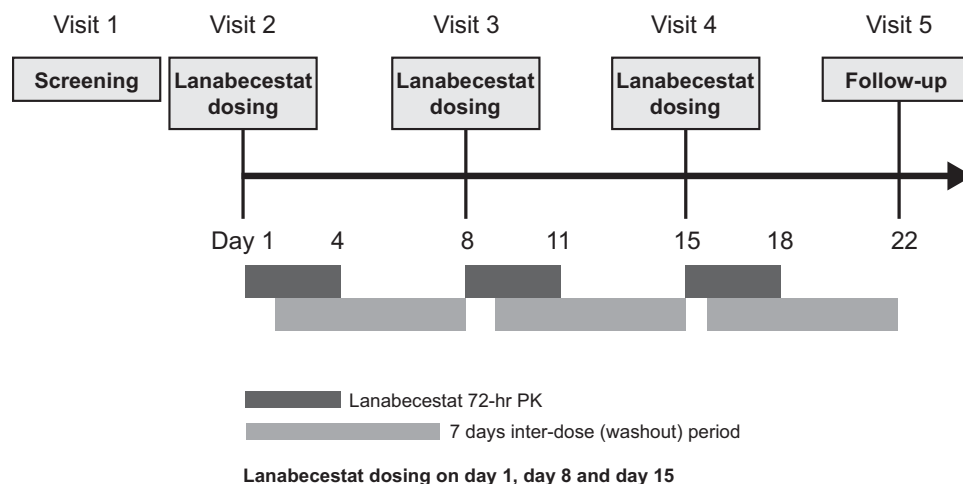 Visit 1 Visit 2 Visit 3 Visit 4 Visit 5
Screening Lanabecestat Lanabecestat Lanabecestat Follow-up
dosing dosing dosing
Day 1 4 8 11 15 18 22
Lanabecestat 72-hr PK
7 days inter-dose (washout) period
Lanabecestat dosing on day 1, day 8 and day 15